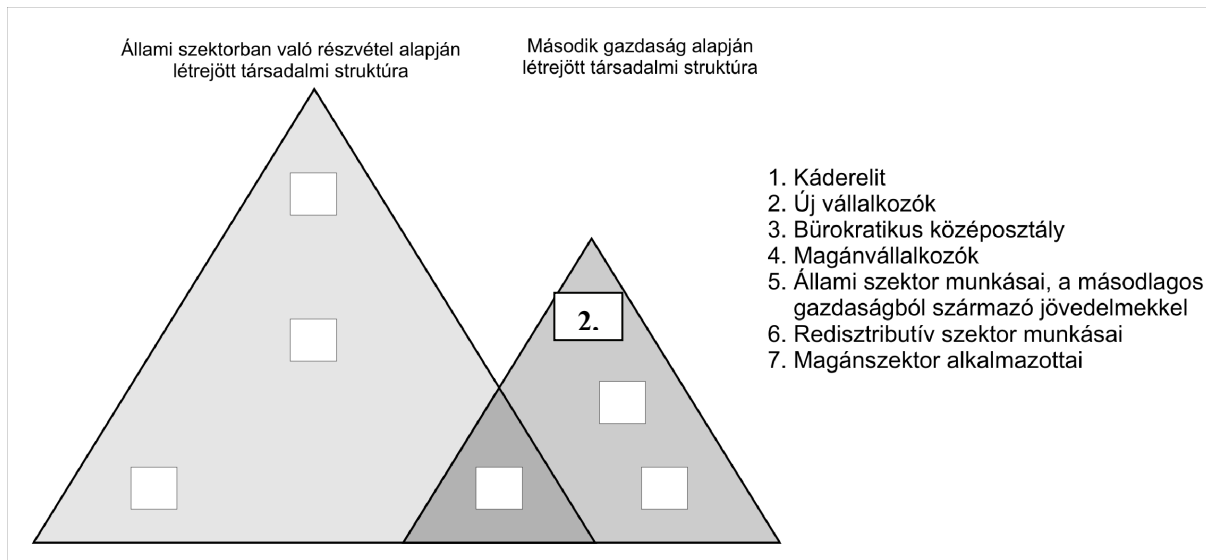 Állami szektorban való részvétel alapján
létrejött társadalmi struktúra
Második gazdaság alapján
létrejött társadalmi struktúra
2.
1. Káderelit
2. Új vállalkozók
3. Bürokratikus középosztály
4. Magánvállalkozók
5. Állami szektor munkásai, a másodlagos
gazdaságból származó jövedelmekkel
6. Redisztributív szektor munkásai
7. Magánszektor alkalmazottai